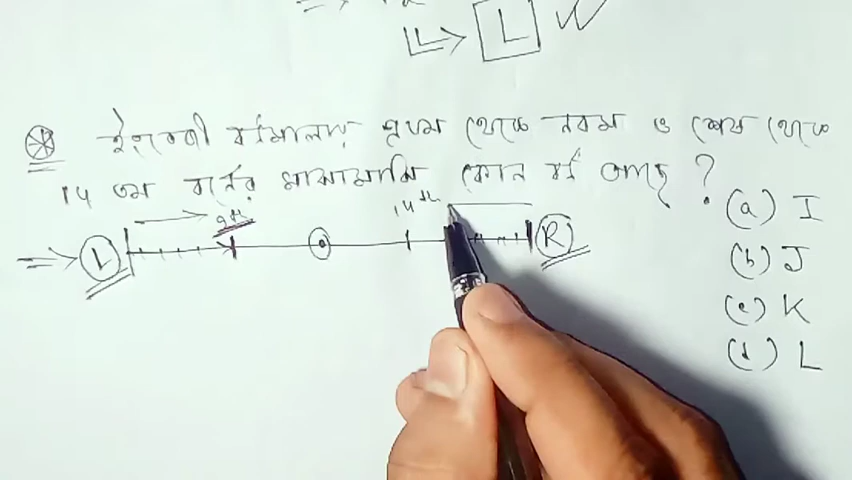 L
ইংরেজী বর্ণমালায় প্রথম থেকে নবম ও শেষ থেকে
14 তম বর্ণের মাঝামাঝি কোন বর্ণ আছে ?
(a) I
(b) J
(c) K
(d) L
9th
14th
L
R